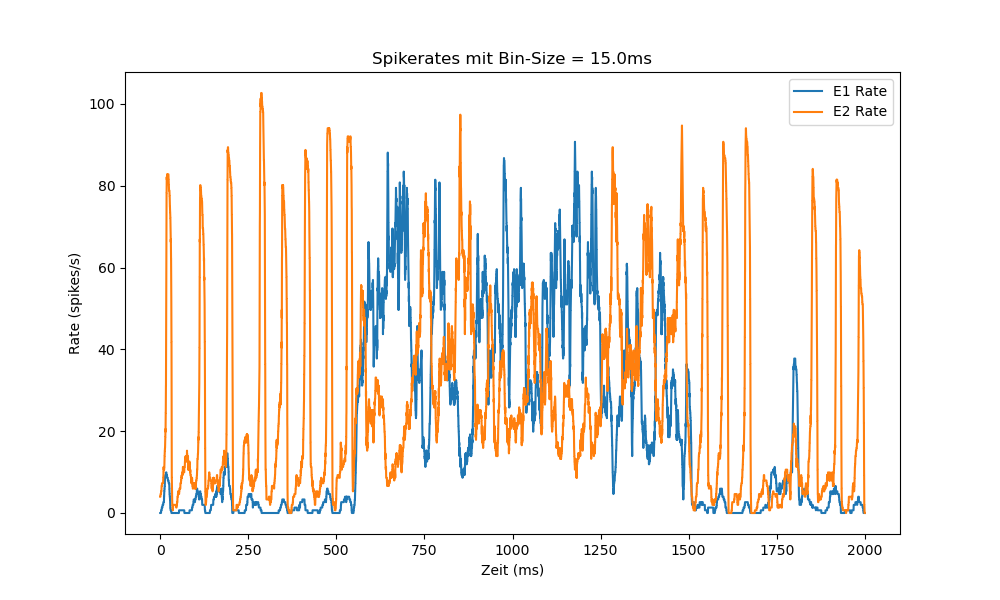 Spikerates mit Bin-Size = 15.0ms
E1 Rate
E2 Rate
Rate (spikes/s)
100
80
60
40
20
0
0 250 500 750 1000 1250 1500 1750 2000
Zeit (ms)